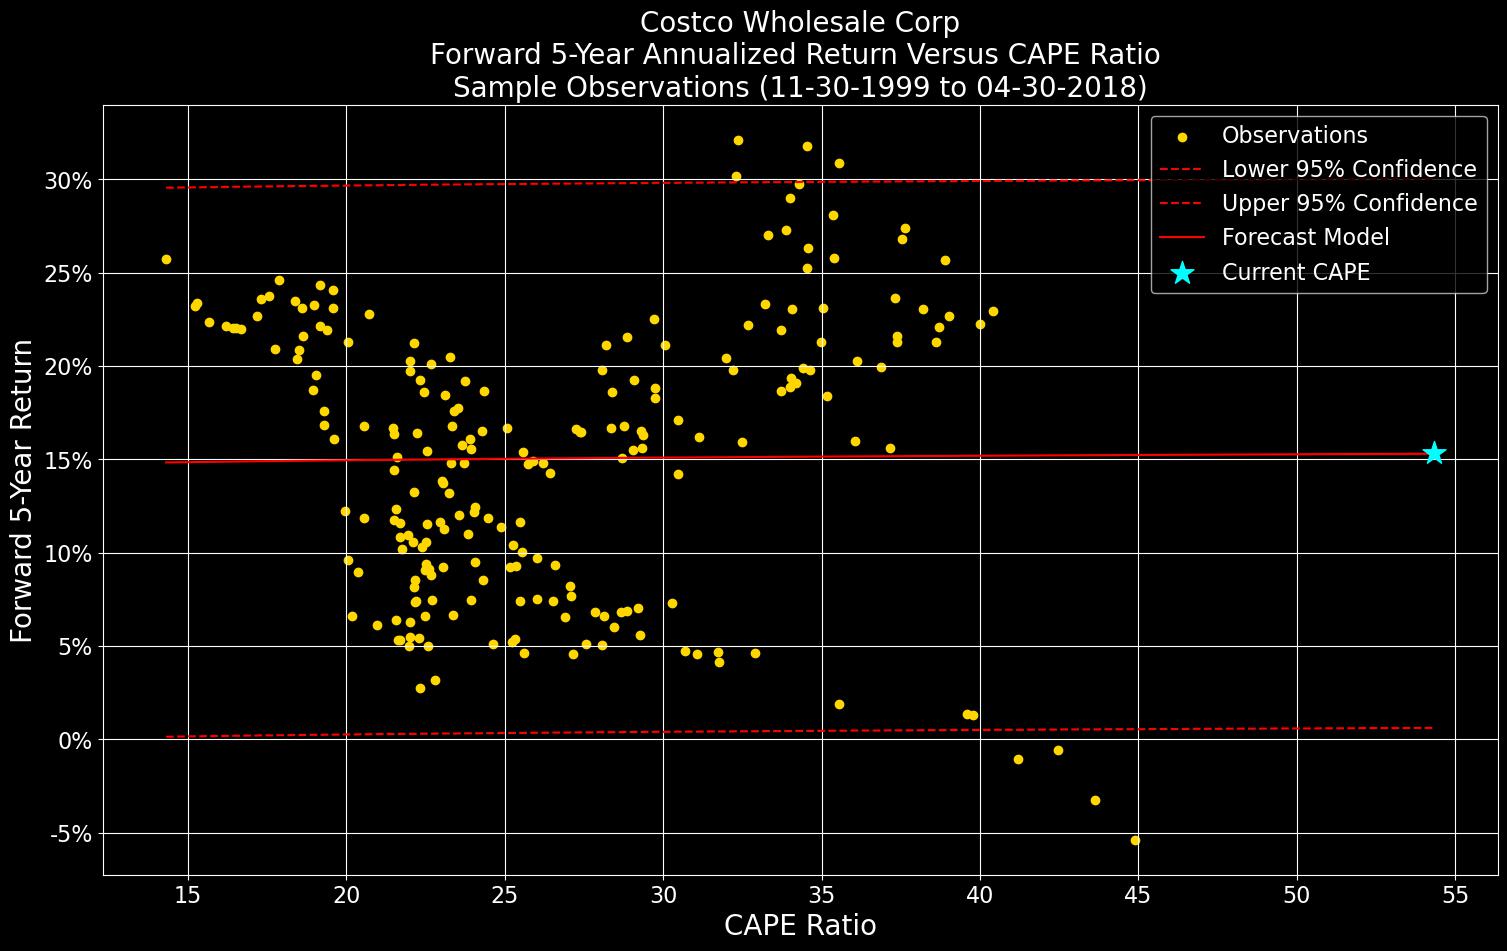 Costco Wholesale Corp
Forward 5-Year Annualized Return Versus CAPE Ratio
Sample Observations (11-30-1999 to 04-30-2018)
Observations
Lower 95% Confidence
Upper 95% Confidence
Forecast Model
Current CAPE
Forward 5-Year Return
30%
25%
20%
15%
10%
5%
0%
-5%
15 20 25 30 35 40 45 50 55
CAPE Ratio